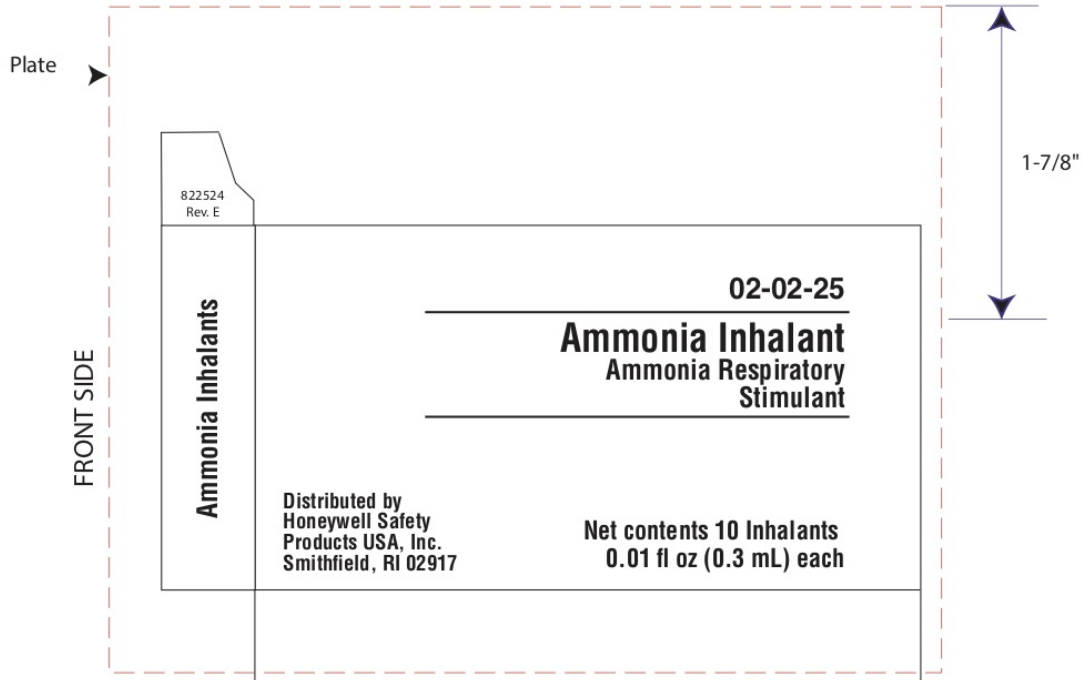 Plate
1-7/8"
822524
Rev. E
FRONT SIDE
Ammonia Inhalants
02-02-25
Ammonia Inhalant
Ammonia Respiratory
Stimulant
Distributed by
Honeywell Safety
Products USA, Inc.
Smithfield, RI 02917
Net contents 10 Inhalants
0.01 fl oz (0.3 mL) each